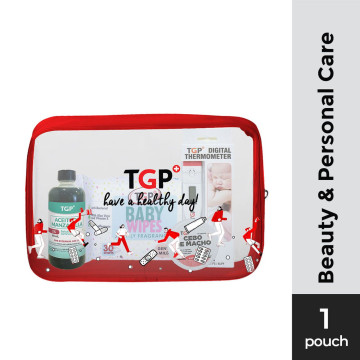 TGP
have a healthy day!
TGP
ACEITE
MANZANILLA
BABY
WIPES
30
TGP DIGITAL
THERMOMETER
CEBO
DE MACHO
Beauty & Personal Care
1
pouch